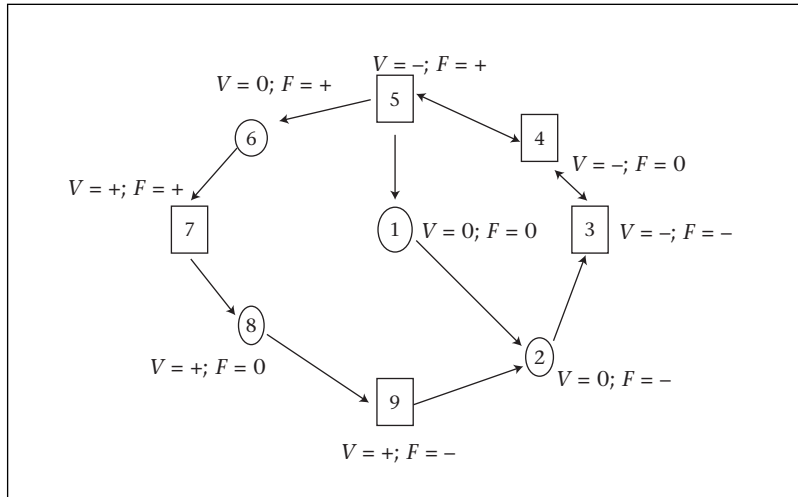 V = –; F = +
V = 0; F = +
5
6
4
V = –; F = 0
V = +; F = +
7
1
V = 0; F = 0
3
V = –; F = –
8
V = +; F = 0
2
V = 0; F = –
9
V = +; F = –